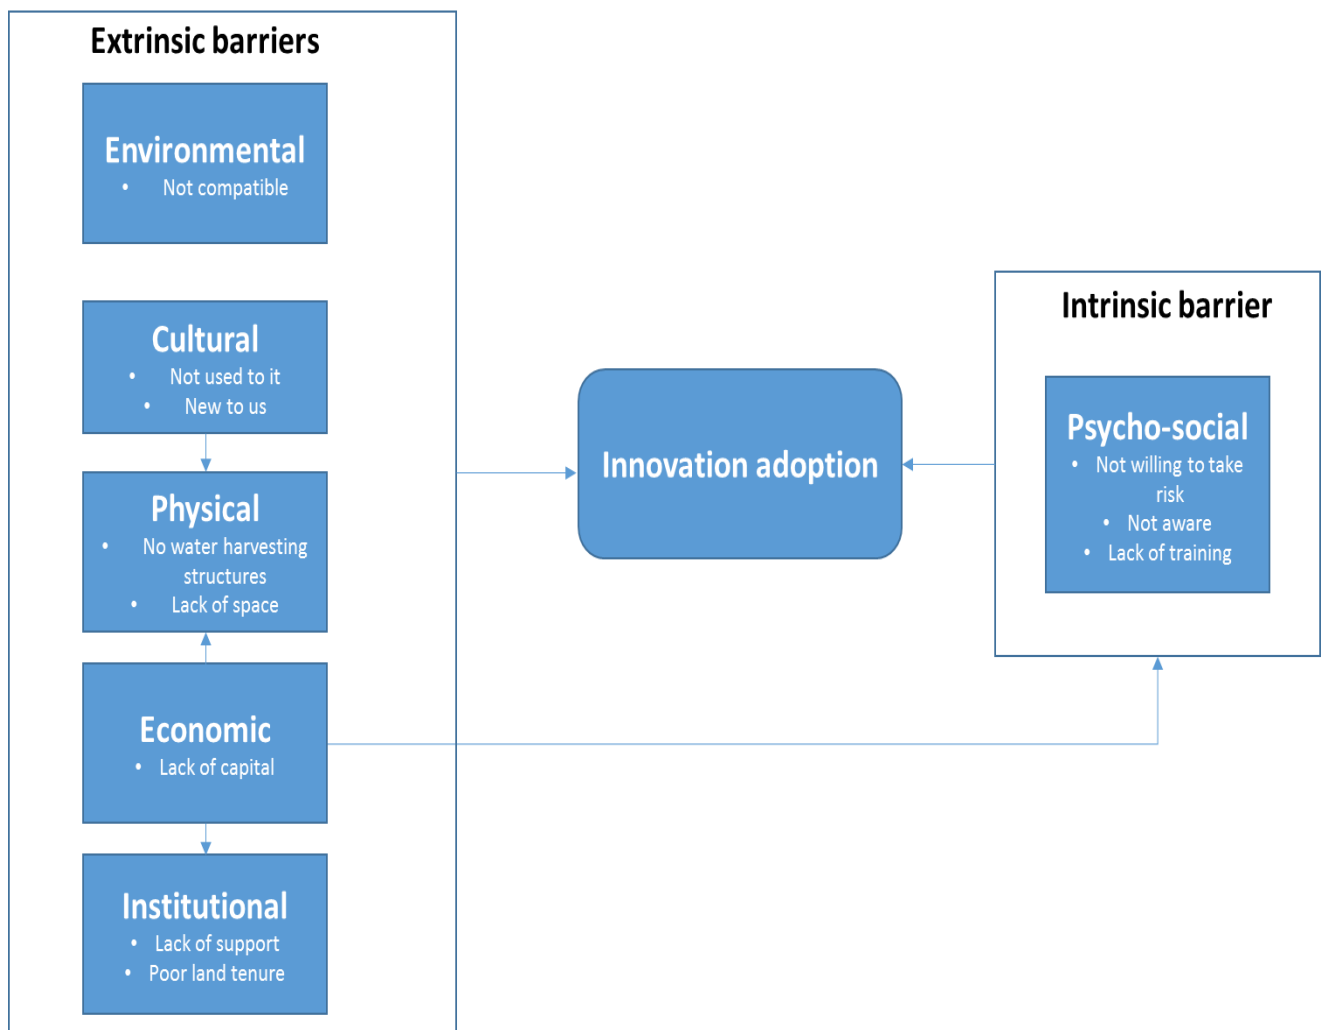 Extrinsic barriers
Environmental
• Not compatible
Cultural
• Not used to it
• New to us
Physical
• No water harvesting
structures
• Lack of space
Economic
• Lack of capital
Institutional
• Lack of support
• Poor land tenure
Innovation adoption
Intrinsic barrier
Psycho-social
• Not willing to take
risk
• Not aware
• Lack of training